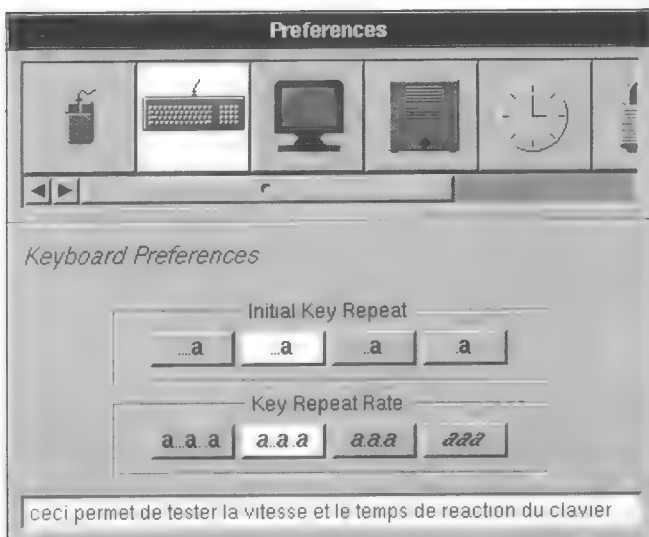 Preferences
Keyboard Preferences
Initial Key Repeat
....a ...a ..a .a
Key Repeat Rate
a...a...a a..a..a a.a.a aaa
ceci permet de tester la vitesse et le temps de reaction du clavier